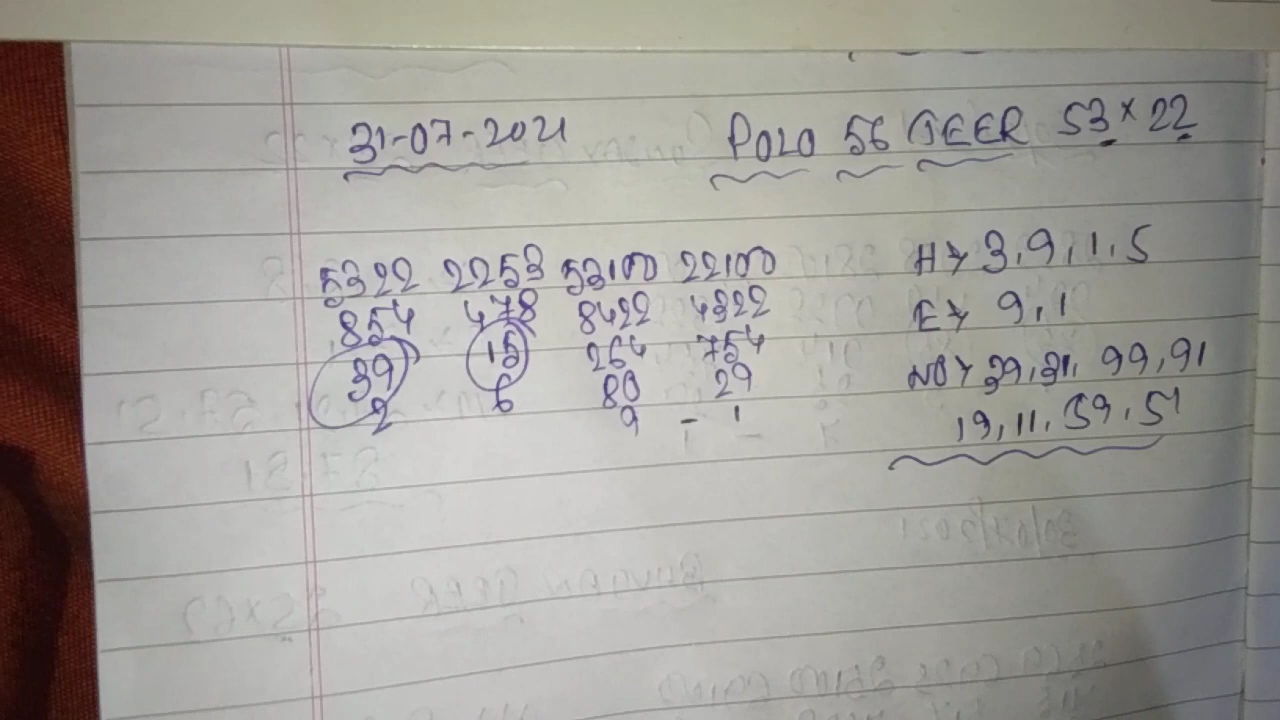 31-07-2021 POLO 56 TEER 53 × 22
5322 2253 53100 22100 H> 3, 9, 1, 5
854 478 8422 4322 E> 9, 1
39 15 264 754 NO> 39, 31, 99, 91
2 6 80 29 19, 11, 59, 51
9 - 1